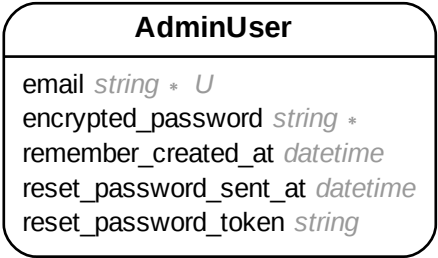 AdminUser
email string * U
encrypted_password string *
remember_created_at datetime
reset_password_sent_at datetime
reset_password_token string